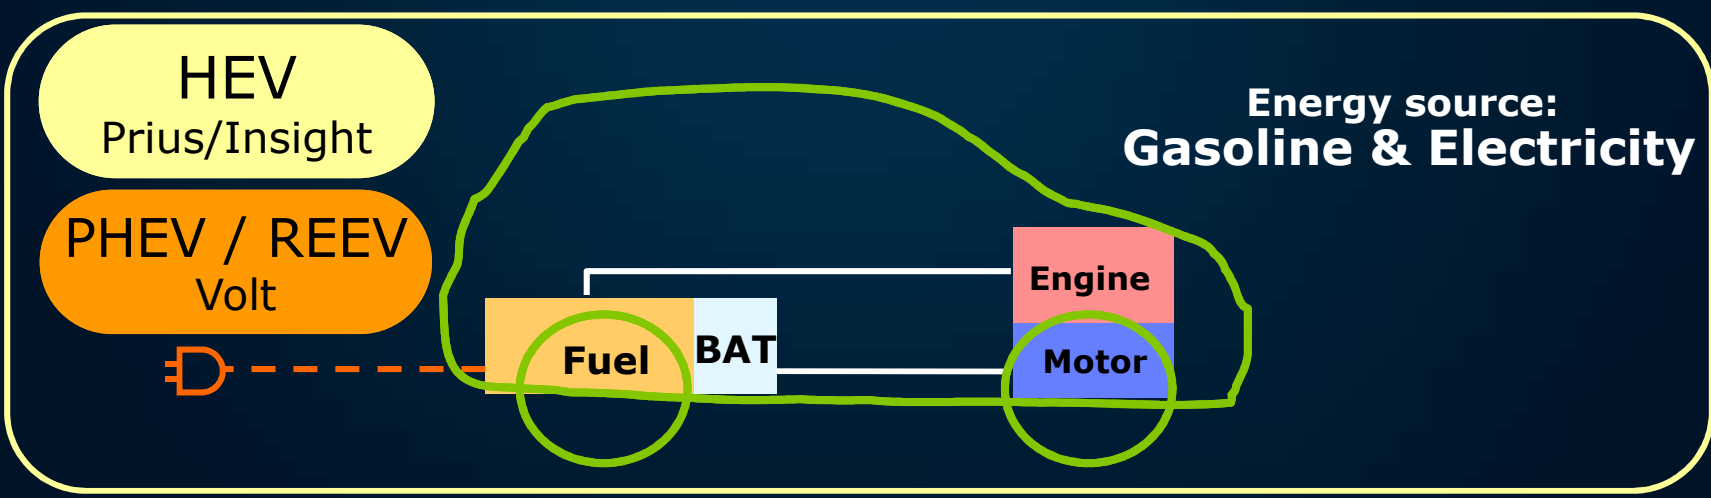 HEV
Prius/Insight
PHEV / REEV
Volt
Energy source:
Gasoline & Electricity
Engine
Motor
Fuel
BAT